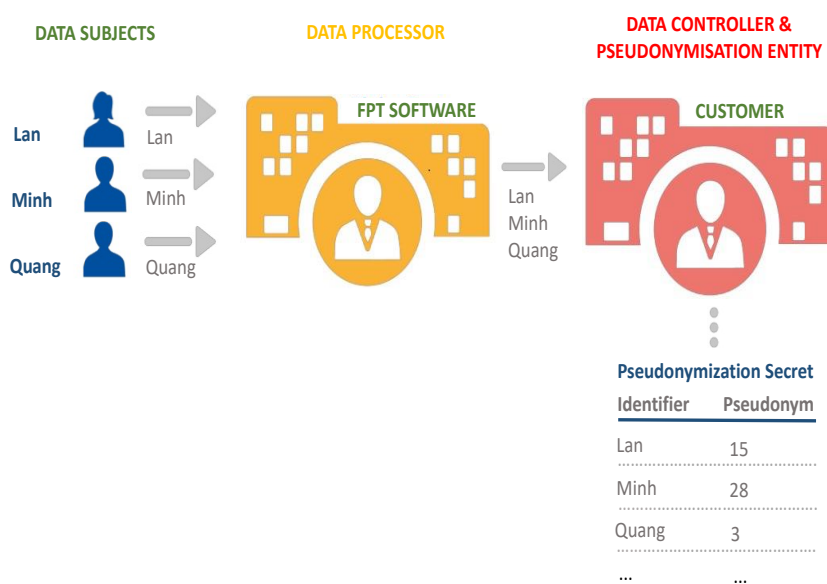 DATA SUBJECTS
DATA PROCESSOR
DATA CONTROLLER &
PSEUDONYMISATION ENTITY
FPT SOFTWARE
CUSTOMER
Lan
Lan
Minh
Minh
Quang
Quang
Lan
Minh
Quang
Pseudonymization Secret
Identifier Pseudonym
Lan 15
Minh 28
Quang 3
... ...